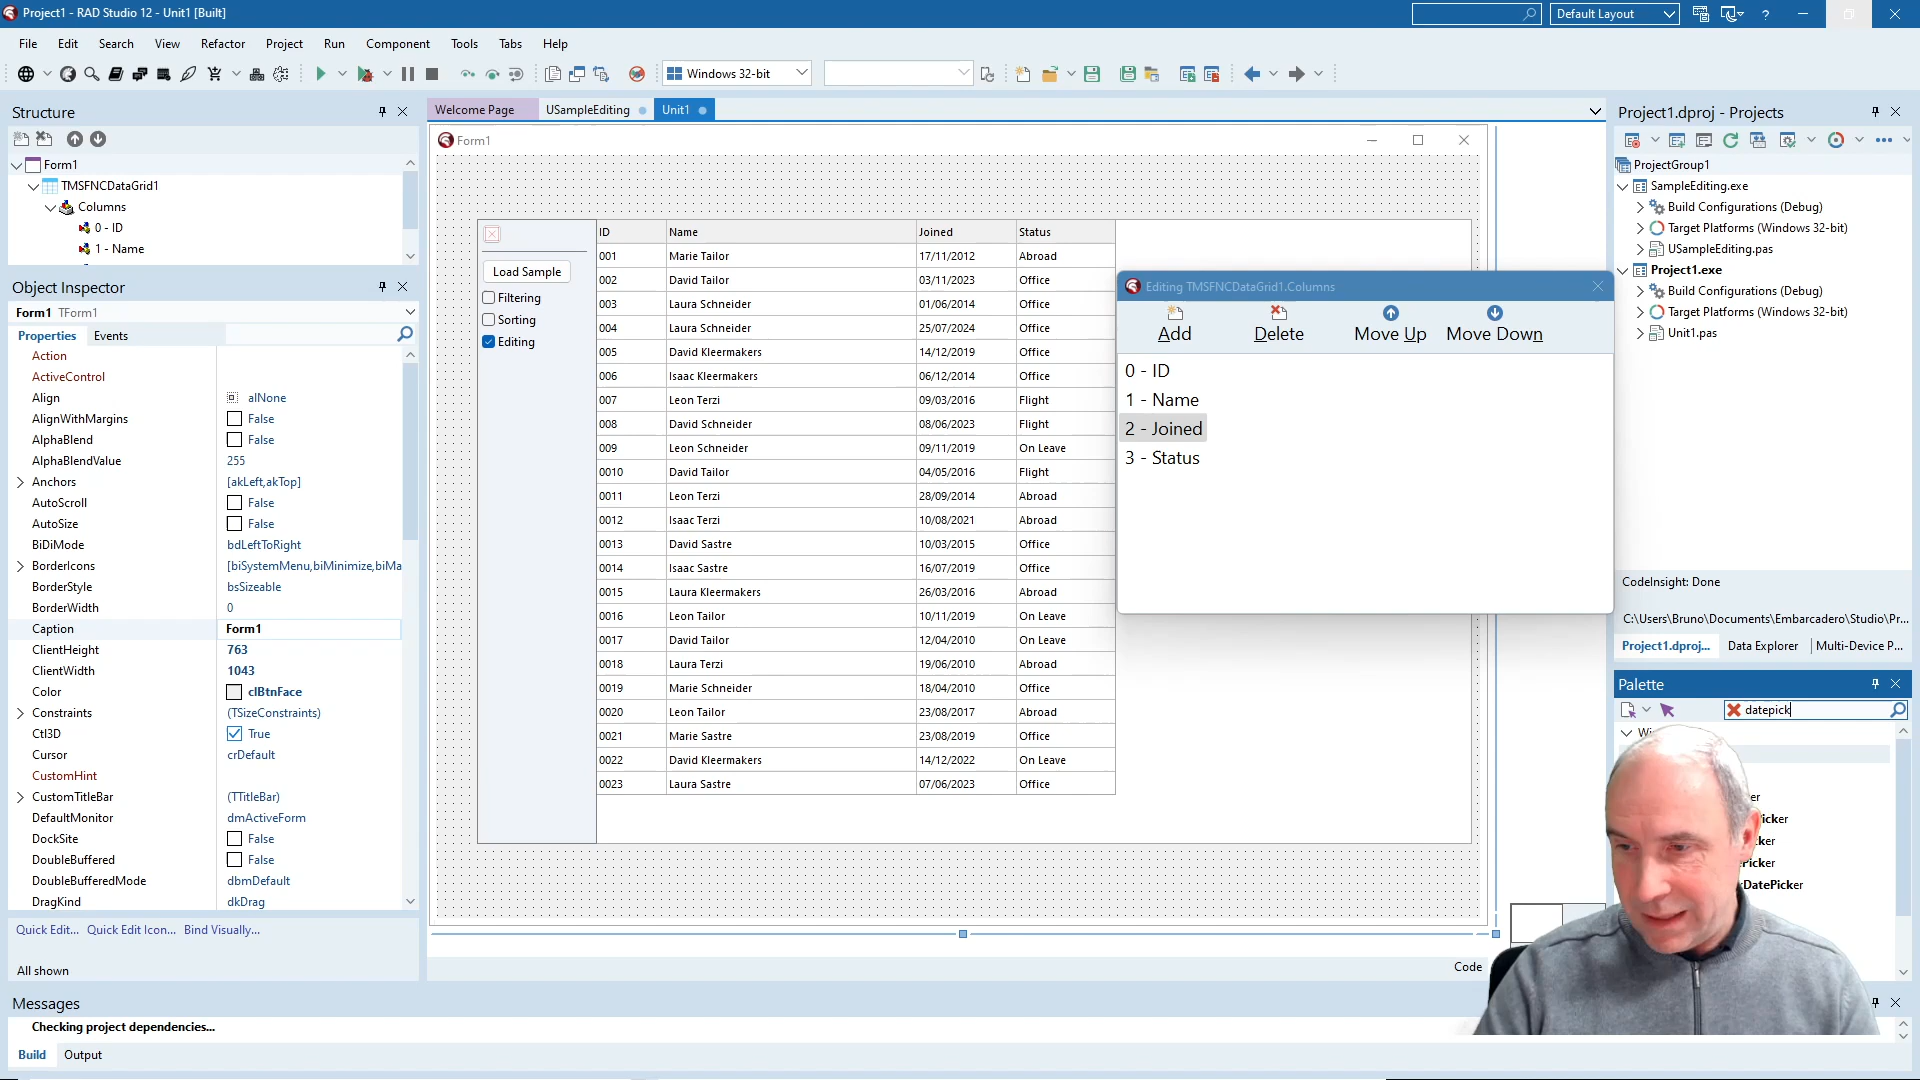 Project1 - RAD Studio 12 - Unit1 [Built]
Default Layout
?
File Edit Search View Refactor Project Run Component Tools Tabs Help
Windows 32-bit
Structure
Form1
TMSFNCDataGrid1
Columns
0 - ID
1 - Name
Object Inspector
Form1 TForm1
Properties Events
Action
ActiveControl
Align alNone
AlignWithMargins False
AlphaBlend False
AlphaBlendValue 255
Anchors [akLeft,akTop]
AutoScroll False
AutoSize False
BiDiMode bdLeftToRight
BorderIcons [biSystemMenu,biMinimize,biMa
BorderStyle bsSizeable
BorderWidth 0
Caption Form1
ClientHeight 763
ClientWidth 1043
Color clBtnFace
Constraints (TSizeConstraints)
Ctl3D True
Cursor crDefault
CustomHint
CustomTitleBar (TTitleBar)
DefaultMonitor dmActiveForm
DockSite False
DoubleBuffered False
DoubleBufferedMode dbmDefault
DragKind dkDrag
Quick Edit... Quick Edit Icon... Bind Visually...
All shown
Messages
Checking project dependencies...
Build Output
Welcome Page USampleEditing Unit1
Form1
Load Sample
Filtering
Sorting
Editing
ID Name Joined Status
001 Marie Tailor 17/11/2012 Abroad
002 David Tailor 03/11/2023 Office
003 Laura Schneider 01/06/2014 Office
004 Laura Schneider 25/07/2024 Office
005 David Kleermakers 14/12/2019 Office
006 Isaac Kleermakers 06/12/2014 Office
007 Leon Terzi 09/03/2016 Flight
008 David Schneider 08/06/2023 Flight
009 Leon Schneider 09/11/2019 On Leave
0010 David Tailor 04/05/2016 Flight
0011 Leon Terzi 28/09/2014 Abroad
0012 Isaac Terzi 10/08/2021 Abroad
0013 David Sastre 10/03/2015 Office
0014 Isaac Sastre 16/07/2019 Office
0015 Laura Kleermakers 26/03/2016 Abroad
0016 Leon Tailor 10/11/2019 On Leave
0017 David Tailor 12/04/2010 On Leave
0018 Laura Terzi 19/06/2010 Abroad
0019 Marie Schneider 18/04/2010 Office
0020 Leon Tailor 23/08/2017 Abroad
0021 Marie Sastre 23/08/2019 Office
0022 David Kleermakers 14/12/2022 On Leave
0023 Laura Sastre 07/06/2023 Office
Code
Editing TMSFNCDataGrid1.Columns
Add Delete Move Up Move Down
0 - ID
1 - Name
2 - Joined
3 - Status
Project1.dproj - Projects
ProjectGroup1
SampleEditing.exe
Build Configurations (Debug)
Target Platforms (Windows 32-bit)
USampleEditing.pas
Project1.exe
Build Configurations (Debug)
Target Platforms (Windows 32-bit)
Unit1.pas
CodeInsight: Done
C:\Users\Bruno\Documents\Embarcadero\Studio\Pr...
Project1.dproj... Data Explorer Multi-Device P...
Palette
datepick
Wi
er
icker
ker
Picker
DatePicker